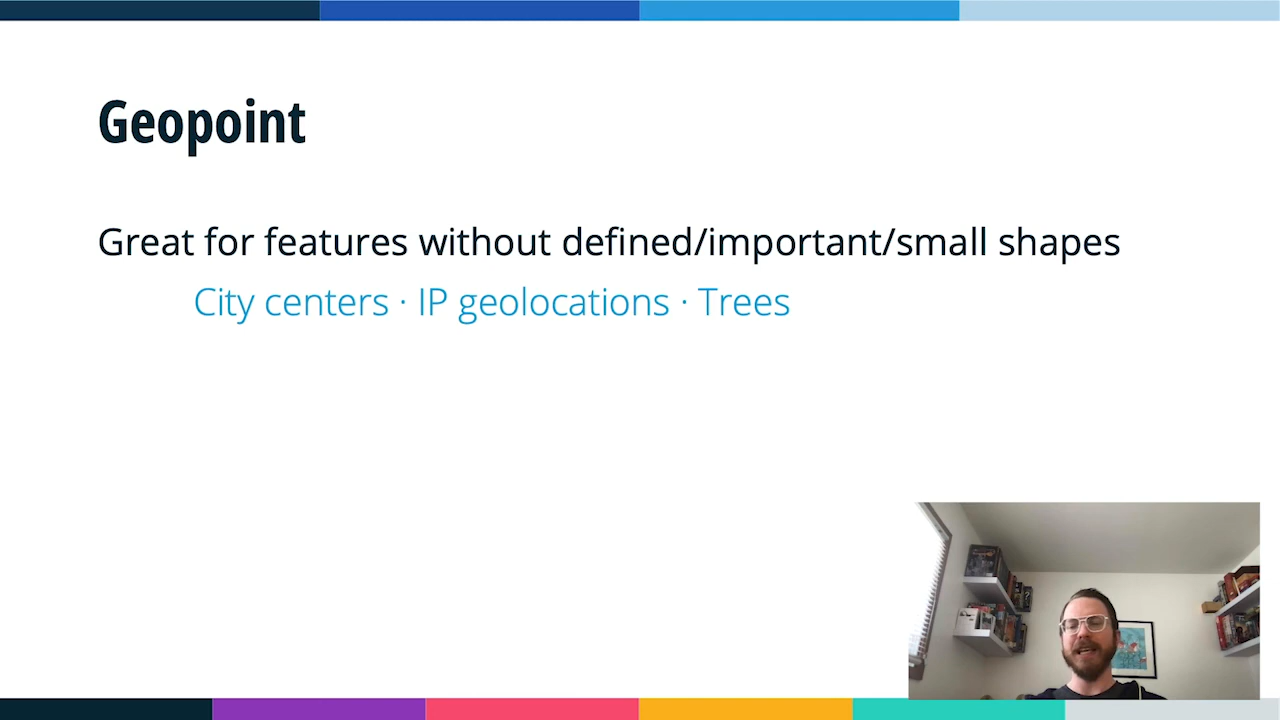 Geopoint
Great for features without defined/important/small shapes
City centers · IP geolocations · Trees